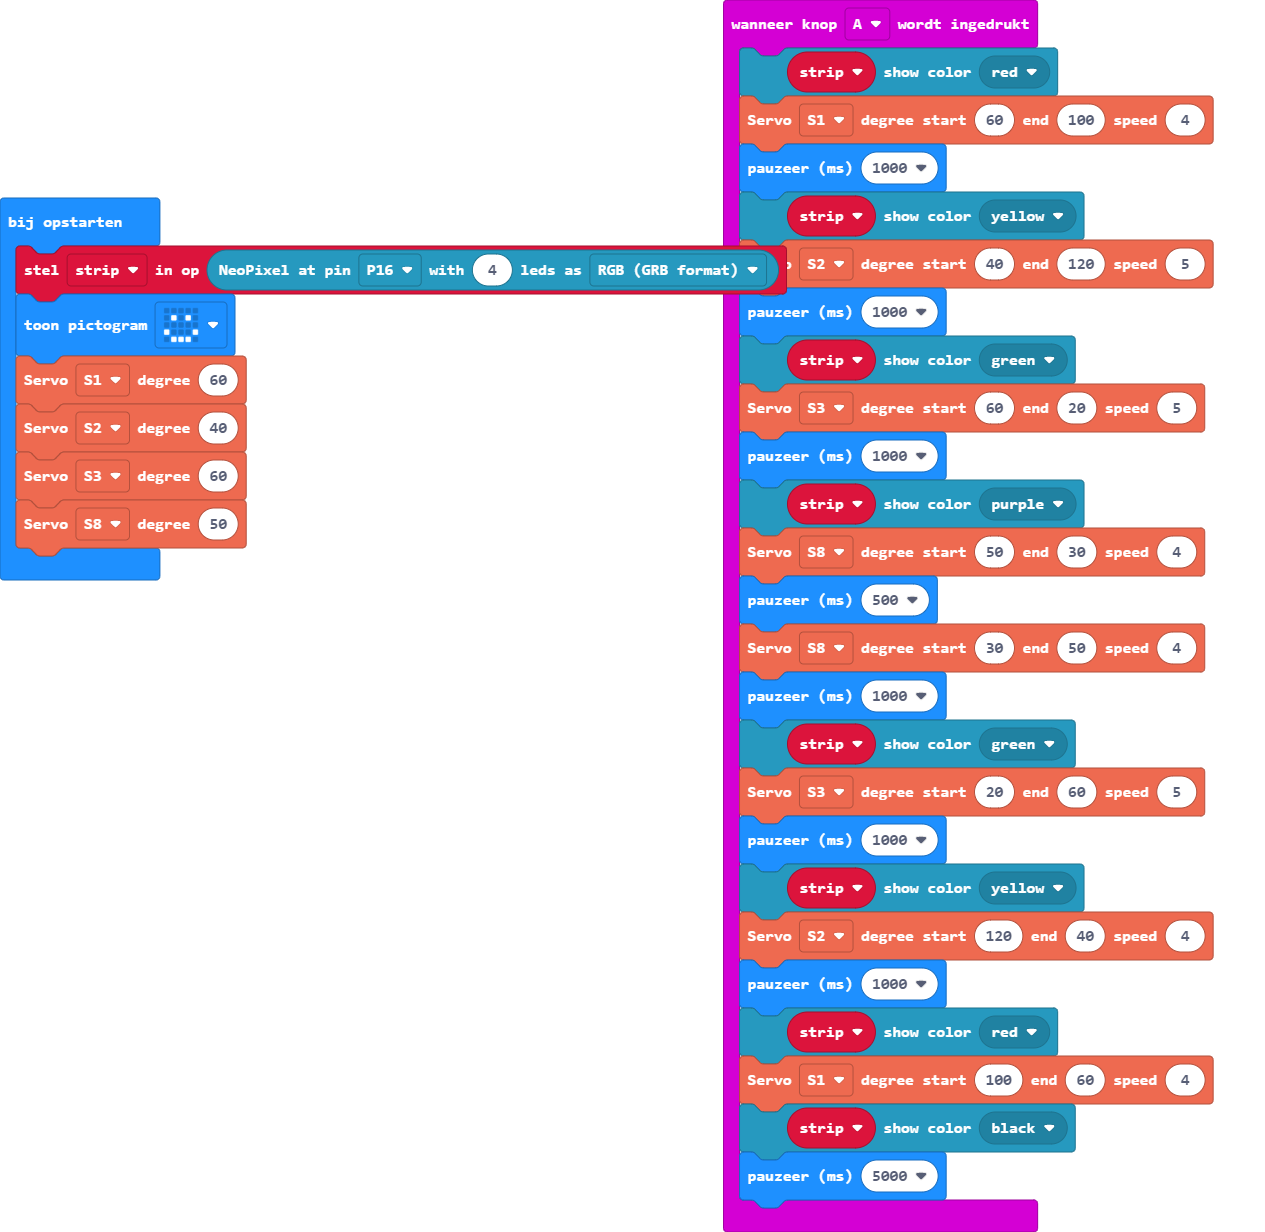 bij opstarten
stel strip in op NeoPixel at pin P16 with 4 leds as RGB (GRB format)
toon pictogram
Servo S1 degree 60
Servo S2 degree 40
Servo S3 degree 60
Servo S8 degree 50
wanneer knop A wordt ingedrukt
strip show color red
Servo S1 degree start 60 end 100 speed 4
pauzeer (ms) 1000
strip show color yellow
S2 degree start 40 end 120 speed 5
pauzeer (ms) 1000
strip show color green
Servo S3 degree start 60 end 20 speed 5
pauzeer (ms) 1000
strip show color purple
Servo S8 degree start 50 end 30 speed 4
pauzeer (ms) 500
Servo S8 degree start 30 end 50 speed 4
pauzeer (ms) 1000
strip show color green
Servo S3 degree start 20 end 60 speed 5
pauzeer (ms) 1000
strip show color yellow
Servo S2 degree start 120 end 40 speed 4
pauzeer (ms) 1000
strip show color red
Servo S1 degree start 100 end 60 speed 4
strip show color black
pauzeer (ms) 5000